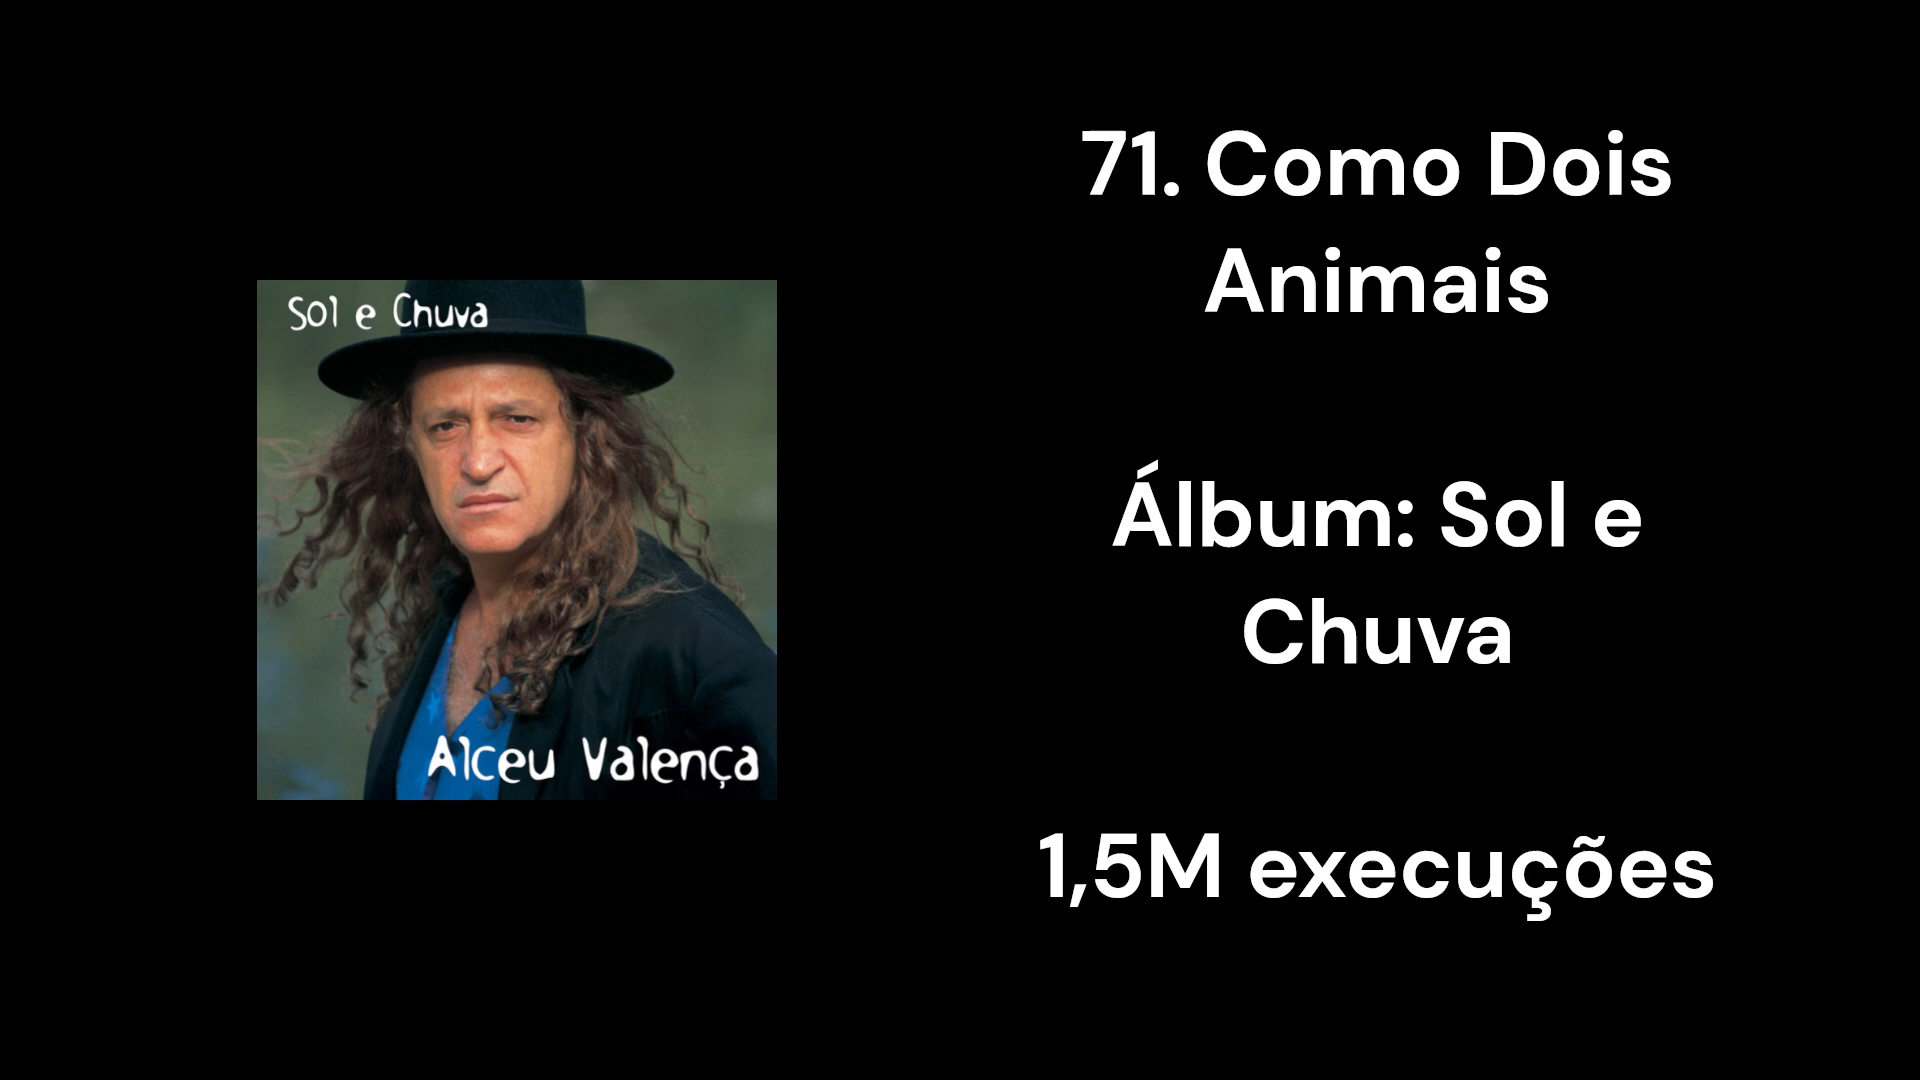 Sol e Chuva
Alceu Valença
71. Como Dois
Animais
Álbum: Sol e
Chuva
1,5M execuções